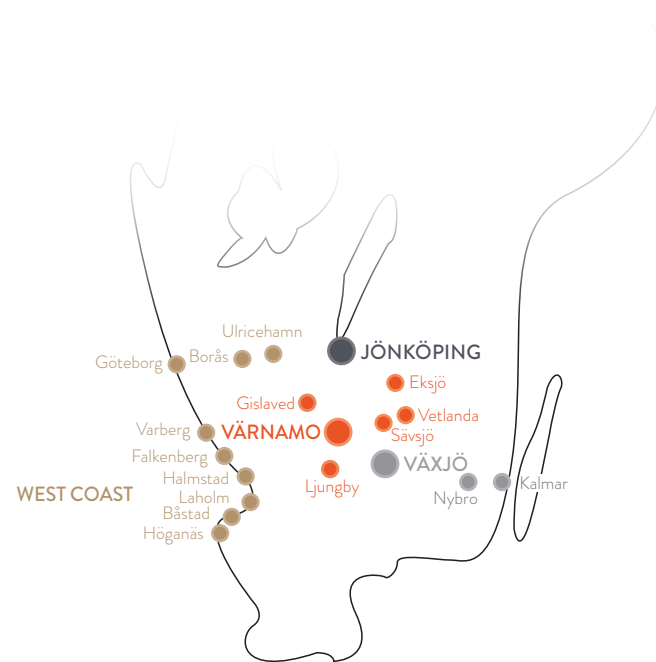 Ulricehamn
Göteborg
Borås
JÖNKÖPING
Eksjö
Gislaved
Vetlanda
Varberg
VÄRNAMO
Sävsjö
Falkenberg
VÄXJÖ
Halmstad
Kalmar
Ljungby
WEST COAST
Laholm
Nybro
Båstad
Höganäs